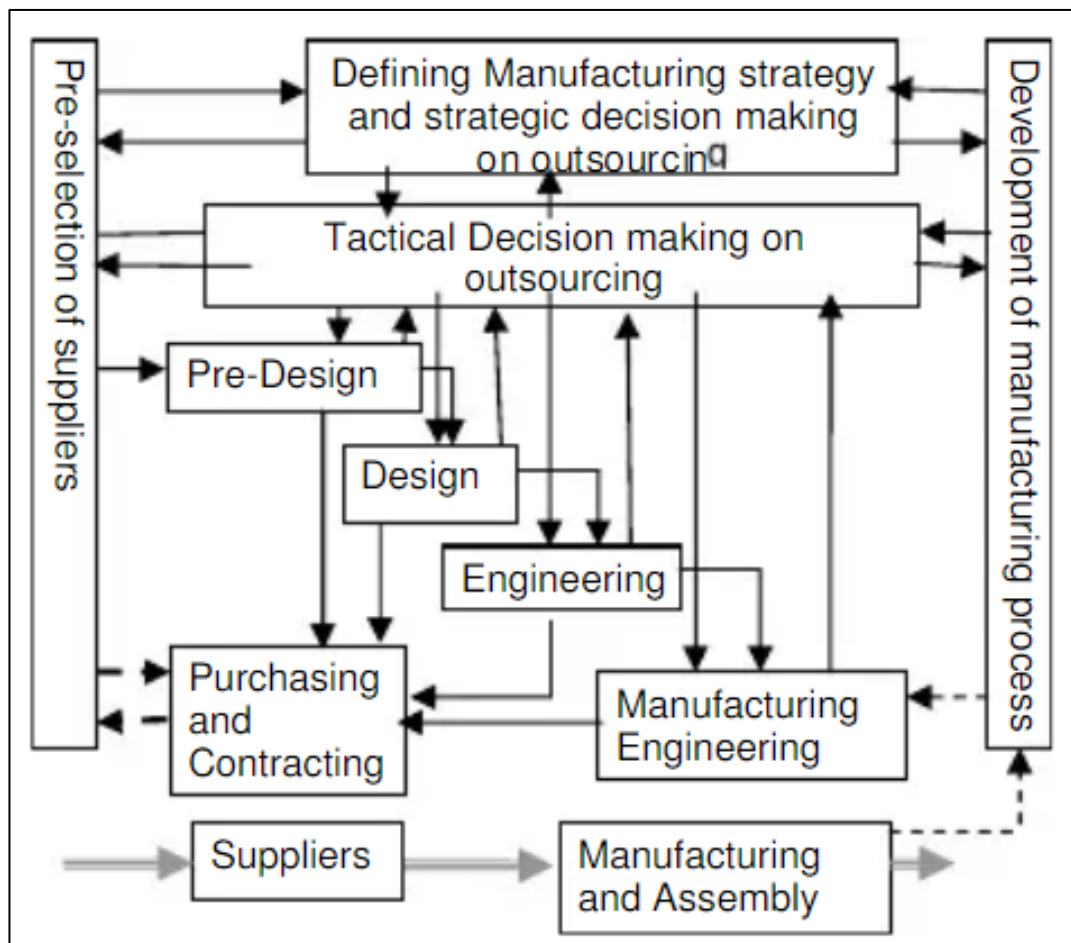 Pre-selection of suppliers
Defining Manufacturing strategy
and strategic decision making
on outsourcing
Development of manufacturing process
Tactical Decision making on
outsourcing
Pre-Design
Design
Engineering
Purchasing
and
Contracting
Manufacturing
Engineering
Suppliers
Manufacturing
and Assembly